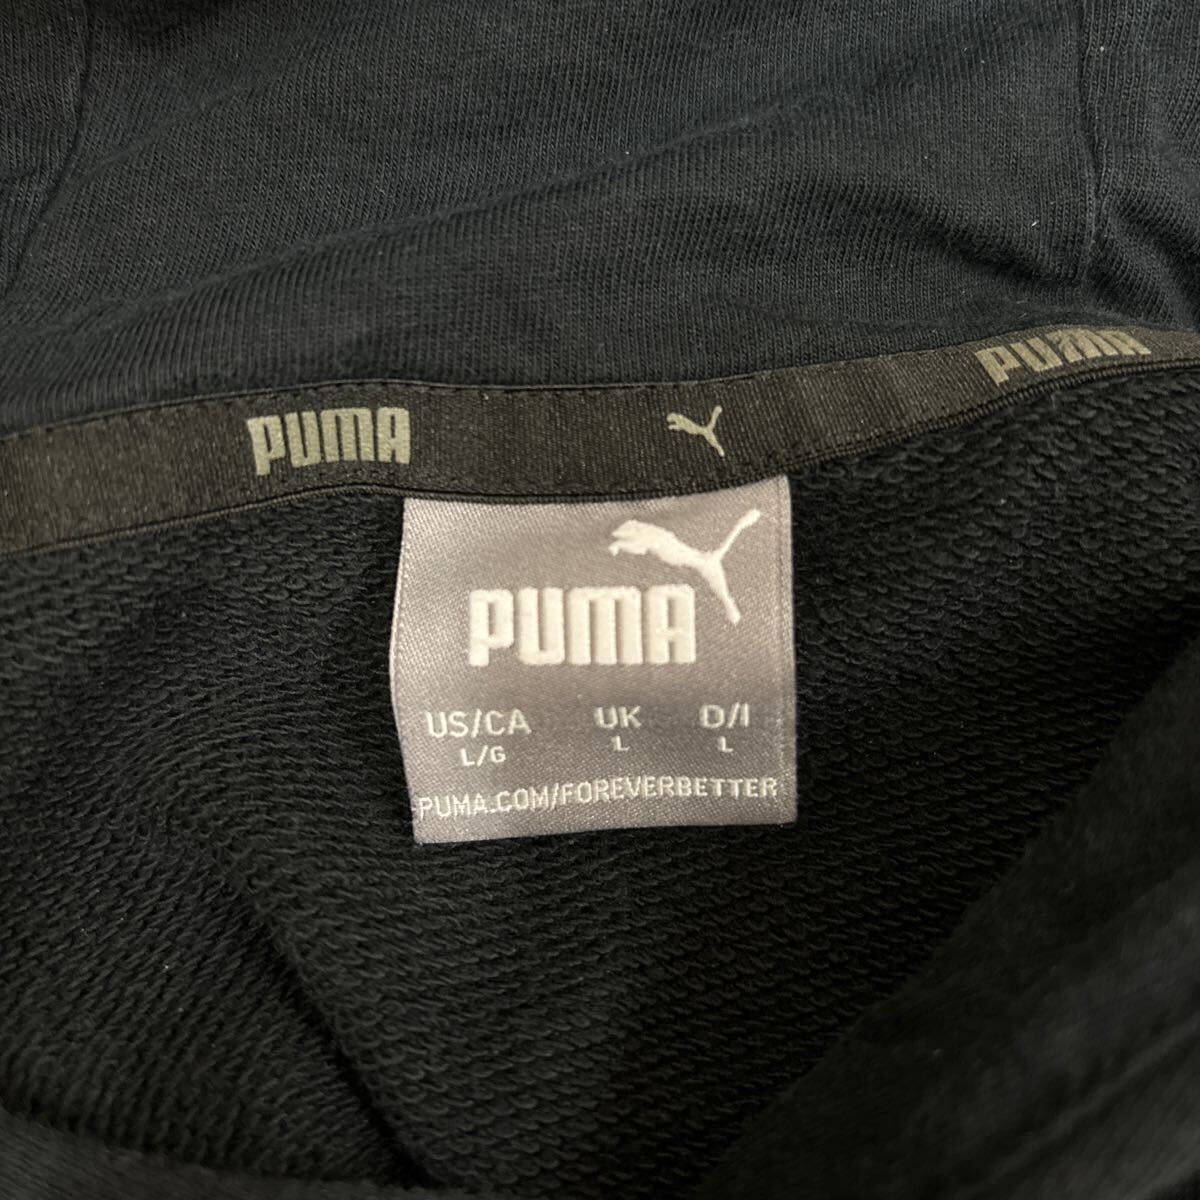 PUMA
PUMA
PUMA
US/CA UK D/I
L/G L L
PUMA.COM/FOREVERBETTER